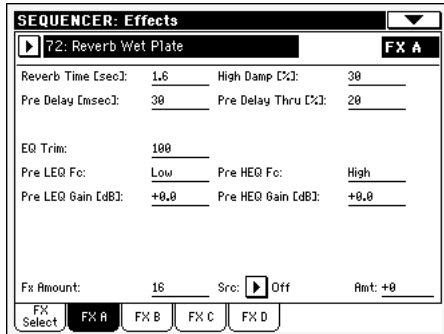 SEQUENCER: Effects
72: Reverb Wet Plate FX A
Reverb Time [sec]: 1.6 High Damp [%]: 30
Pre Delay [msec]: 30 Pre Delay Thru [%]: 20
EQ Trim: 100
Pre LEQ Fc: Low Pre HEQ Fc: High
Pre LEQ Gain [dB]: +0.0 Pre HEQ Gain [dB]: +0.0
Fx Amount: 16 Src: Off Amt: +0
FX Select FX A FX B FX C FX D